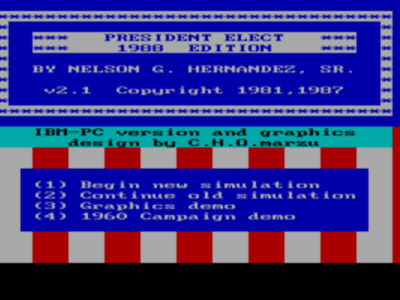 *** PRESIDENT ELECT ***
*** 1988 EDITION ***
BY NELSON G. HERNANDEZ, SR.
v2.1 Copyright 1981,1987
IBM-PC version and graphics
design by C.H.O.marzu
(1) Begin new simulation
(2) Continue old simulation
(3) Graphics demo
(4) 1960 Campaign demo